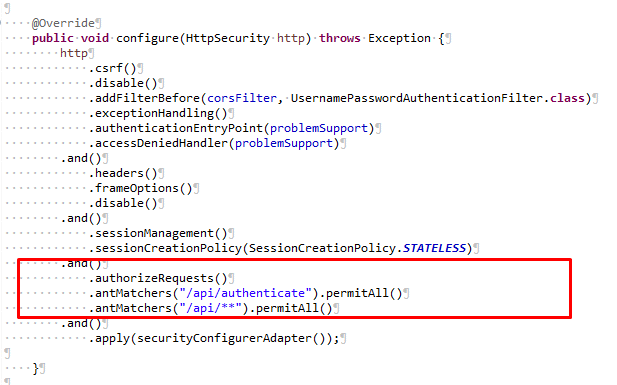 @Override
public void configure(HttpSecurity http) throws Exception {
http
.csrf()
.disable()
.addFilterBefore(corsFilter, UsernamePasswordAuthenticationFilter.class)
.exceptionHandling()
.authenticationEntryPoint(problemSupport)
.accessDeniedHandler(problemSupport)
.and()
.headers()
.frameOptions()
.disable()
.and()
.sessionManagement()
.sessionCreationPolicy(SessionCreationPolicy.STATELESS)
.and()
.authorizeRequests()
.antMatchers("/api/authenticate").permitAll()
.antMatchers("/api/**").permitAll()
.and()
.apply(securityConfigurerAdapter());
}